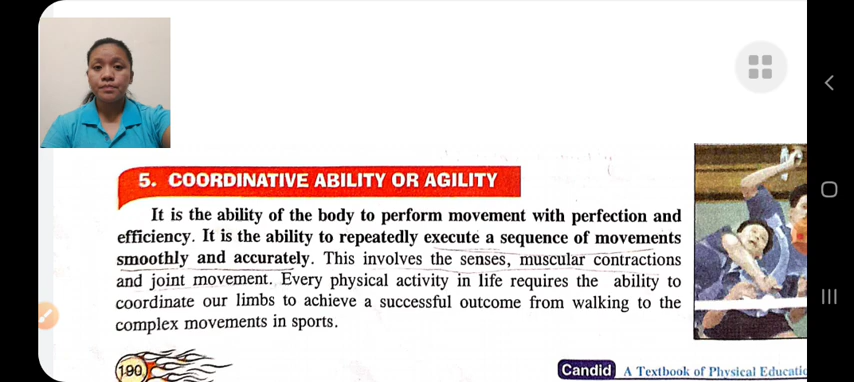 5. COORDINATIVE ABILITY OR AGILITY
It is the ability of the body to perform movement with perfection and
efficiency. It is the ability to repeatedly execute a sequence of movements
smoothly and accurately. This involves the senses, muscular contractions
and joint movement. Every physical activity in life requires the ability to
coordinate our limbs to achieve a successful outcome from walking to the
complex movements in sports.
190
Candid A Textbook of Physical